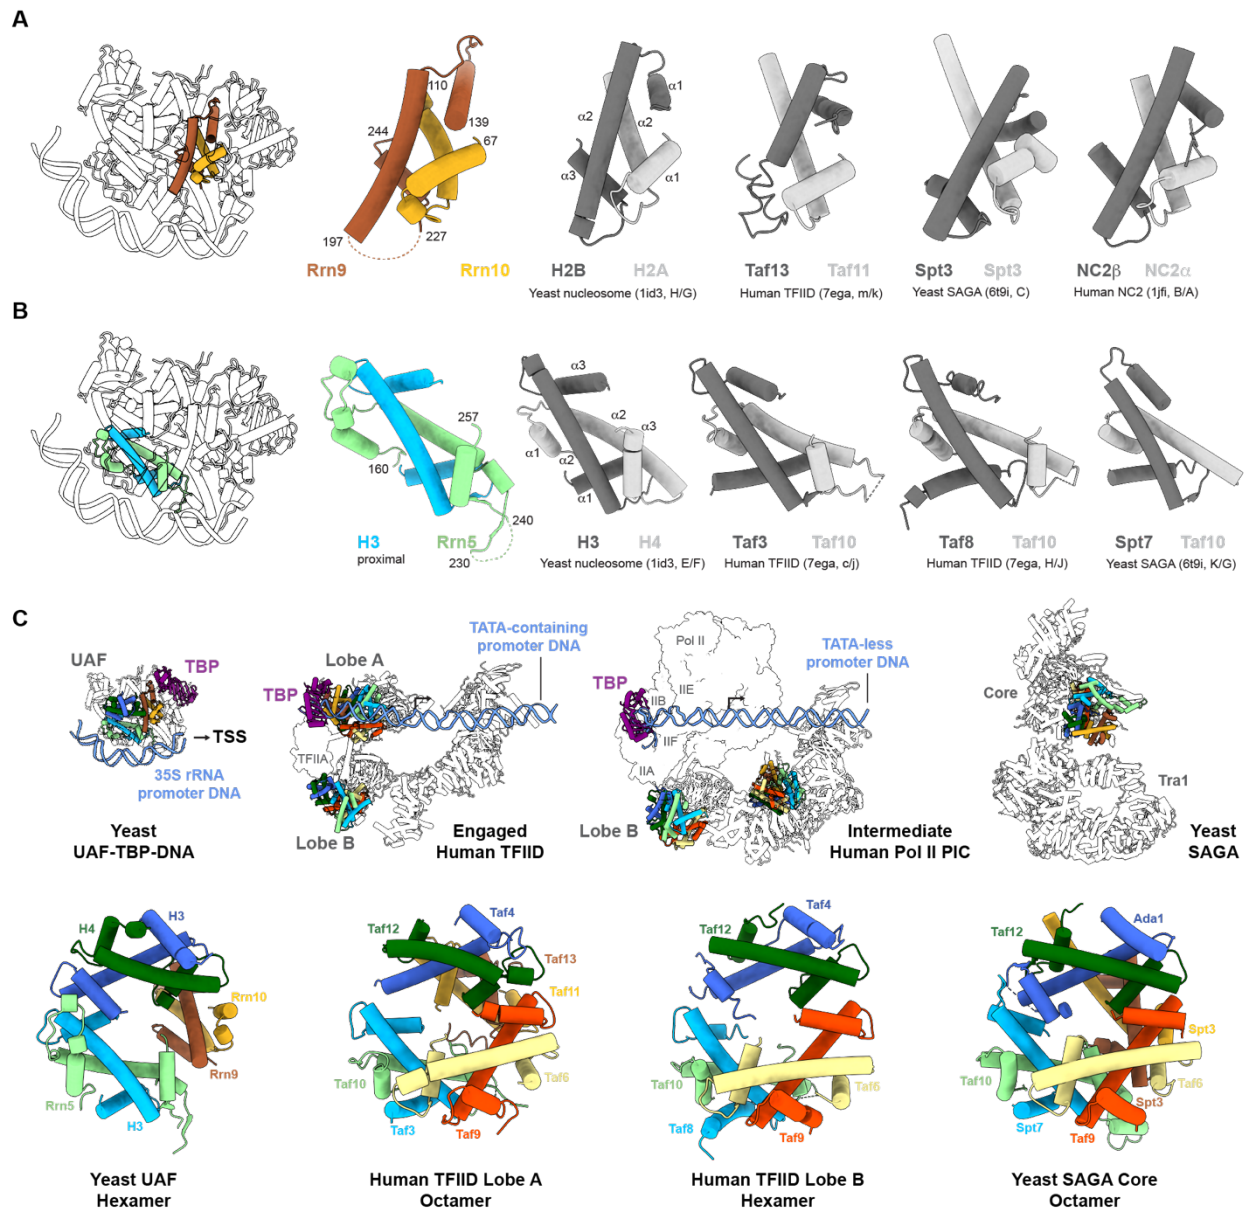 A
110
139
67
244
197
227
Rrn9 Rrn10
α1
α2
α2
α3
α1
H2B H2A
Yeast nucleosome (1id3, H/G)
Taf13 Taf11
Human TFIID (7ega, m/k)
Spt3 Spt3
Yeast SAGA (6t9i, C)
NC2β NC2α
Human NC2 (1jfi, B/A)
B
257
160
240
230
H3 Rrn5
proximal
α3
α2
α3
α1
α2
α1
H3 H4
Yeast nucleosome (1id3, E/F)
Taf3 Taf10
Human TFIID (7ega, c/j)
Taf8 Taf10
Human TFIID (7ega, H/J)
Spt7 Taf10
Yeast SAGA (6t9i, K/G)
C
UAF
TBP
TSS
35S rRNA
promoter DNA
Yeast
UAF-TBP-DNA
TATA-containing
promoter DNA
Lobe A
TBP
TFIIA
Lobe B
Engaged
Human TFIID
Pol II
TATA-less
promoter DNA
TBP
IIE
IIB
IIF
IIA
Lobe B
Intermediate
Human Pol II PIC
Core
Tra1
Yeast
SAGA
H3
H4
Rrn10
Rrn9
Rrn5
H3
Yeast UAF
Hexamer
Taf4
Taf12
Taf13
Taf11
Taf10
Taf6
Taf3
Taf9
Human TFIID Lobe A
Octamer
Taf4
Taf12
Taf10
Taf6
Taf8
Taf9
Human TFIID Lobe B
Hexamer
Ada1
Taf12
Spt3
Taf10
Taf6
Spt3
Spt7
Taf9
Yeast SAGA Core
Octamer